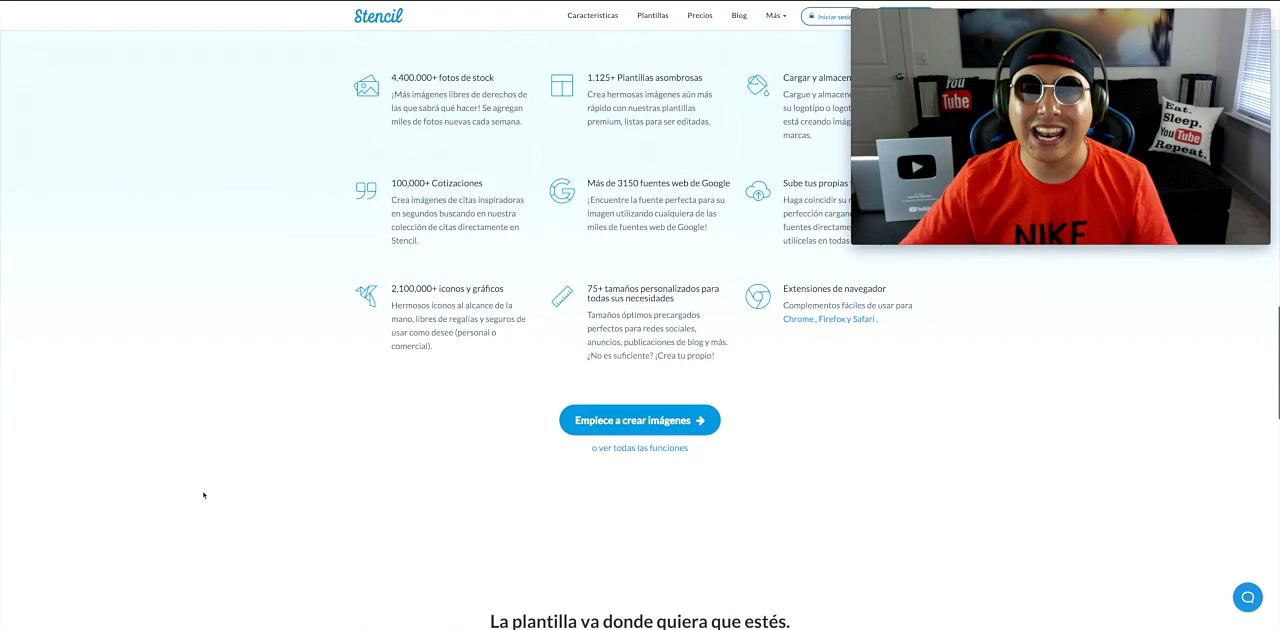 Stencil
Características
Plantillas
Precios
Blog
Más
4.400.000+ fotos de stock
¡Más imágenes libres de derechos de
las que sabrá qué hacer! Se agregan
miles de fotos nuevas cada semana.
1.125+ Plantillas asombrosas
Crea hermosas imágenes aún más
rápido con nuestras plantillas
premium, listas para ser editadas.
Cargue y
su logotipo o
está creando
marcas.
100,000+ Cotizaciones
Crea imágenes de citas inspiradoras
en segundos buscando en nuestra
colección de citas directamente en
Stencil.
Más de 3150 fuentes web de Google
¡Encuentre la fuente perfecta para su
imagen utilizando cualquiera de las
miles de fuentes web de Google!
Sube tus propias
Haga coincidir su
perfección
fuentes
utilícelas en todas
2,100,000+ iconos y gráficos
Hermosos íconos al alcance de la
mano, libres de regalías y seguros de
usar como desee (personal o
comercial).
75+ tamaños personalizados para
todas sus necesidades
Tamaños óptimos precargados
perfectos para redes sociales,
anuncios, publicaciones de blog y más.
¿No es suficiente? ¡Crea tu propio!
Extensiones de navegador
Complementos fáciles de usar para
Chrome , Firefox y Safari .
Empiece a crear imágenes
o ver todas las funciones
La plantilla va donde quiera que estés.
You
Tube
Eat.
Sleep.
YouTube
Repeat.
YouTube
NIKE